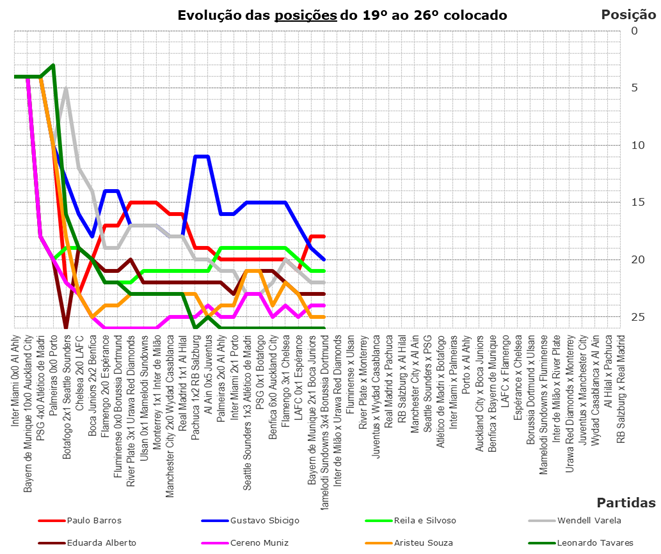 Evolução das posições do 19º ao 26º colocado
Posição
0
5
10
15
20
25
Inter Miami 0x0 Al Ahly
Bayern de Munique 10x0 Auckland City
PSG 4x0 Atlético de Madri
Palmeiras 0x0 Porto
Botafogo 2x1 Seattle Sounders
Chelsea 2x0 LAFC
Boca Juniors 2x2 Benfica
Flamengo 2x0 Espérance
Fluminense 0x0 Borussia Dortmund
River Plate 3x1 Urawa Red Diamonds
Ulsan 0x1 Mamelodi Sundowns
Monterrey 1x1 Inter de Milão
Manchester City 2x0 Wydad Casablanca
Real Madrid 1x1 Al Hilal
Pachuca 1x2 RB Salzburg
Al Ain 0x5 Juventus
Palmeiras 2x0 Al Ahly
Inter Miami 2x1 Porto
Seattle Sounders 1x3 Atlético de Madri
PSG 0x1 Botafogo
Benfica 6x0 Auckland City
Flamengo 3x1 Chelsea
LAFC 0x1 Espérance
Bayern de Munique 2x1 Boca Juniors
Mamelodi Sundowns 3x4 Borussia Dortmund
Inter de Milão x Urawa Red Diamonds
Fluminense x Ulsan
River Plate x Monterrey
Juventus x Wydad Casablanca
Real Madrid x Pachuca
RB Salzburg x Al Hilal
Manchester City x Al Ain
Seattle Sounders x PSG
Atlético de Madri x Botafogo
Inter Miami x Palmeiras
Porto x Al Ahly
Auckland City x Boca Juniors
Benfica x Bayern de Munique
LAFC x Flamengo
Espérance x Chelsea
Borussia Dortmund x Ulsan
Mamelodi Sundowns x Fluminense
Inter de Milão x River Plate
Urawa Red Diamonds x Monterrey
Juventus x Manchester City
Wydad Casablanca x Al Ain
Al Hilal x Pachuca
RB Salzburg x Real Madrid
Partidas
Paulo Barros
Gustavo Sbicigo
Reila e Silvoso
Wendell Varela
Eduarda Alberto
Cereno Muniz
Aristeu Souza
Leonardo Tavares